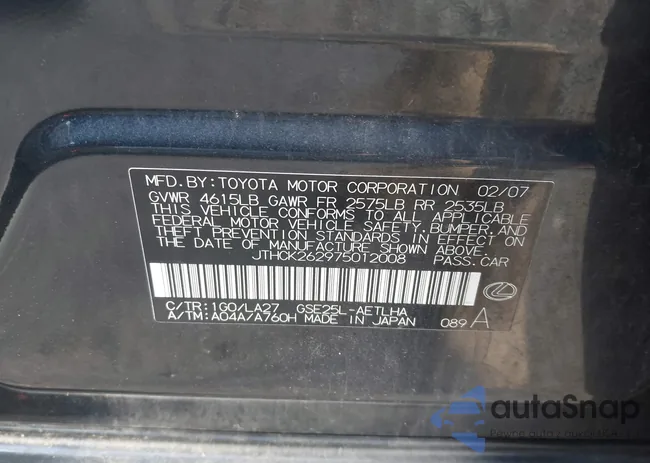 MFD.BY:TOYOTA MOTOR CORPORATION 02/07
GVWR 4615LB GAWR FR 2575LB RR 2535LB
THIS VEHICLE CONFORMS TO ALL APPLICABLE
FEDERAL MOTOR VEHICLE SAFETY,BUMPER,AND
THEFT PREVENTION STANDARDS IN EFFECT ON
THE DATE OF MANUFACTURE SHOWN ABOVE.
JTHCK262975012008 PASS.CAR
C/TR:1G0/LA27 GSE25L-AETLHA
A/TM:A04A/A760H MADE IN JAPAN 089 A
autoSnap